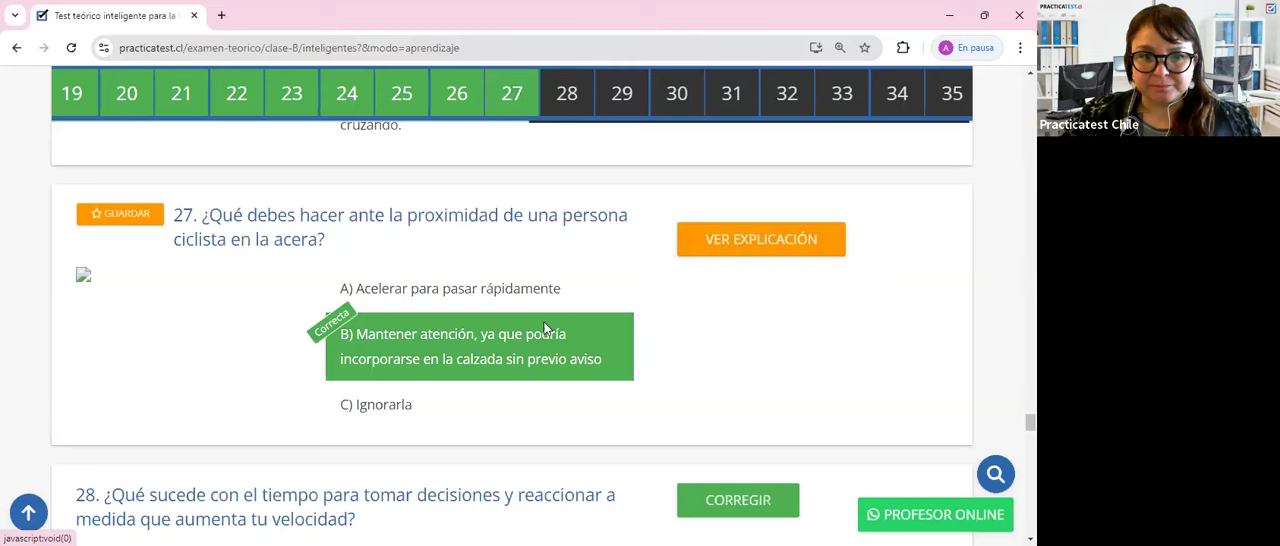 Test teórico inteligente para la
practicatest.cl/examen-teorico/clase-B/inteligentes?&modo=aprendizaje
A
En pausa
PRACTICATEST.cl
Practicatest Chile
19 20 21 22 23 24 25 26 27 28 29 30 31 32 33 34 35
cruzando.
GUARDAR
27. ¿Qué debes hacer ante la proximidad de una persona
ciclista en la acera?
VER EXPLICACIÓN
A) Acelerar para pasar rápidamente
Correcta
B) Mantener atención, ya que podría
incorporarse en la calzada sin previo aviso
C) Ignorarla
28. ¿Qué sucede con el tiempo para tomar decisiones y reaccionar a
medida que aumenta tu velocidad?
CORREGIR
PROFESOR ONLINE
javascript:void(0)